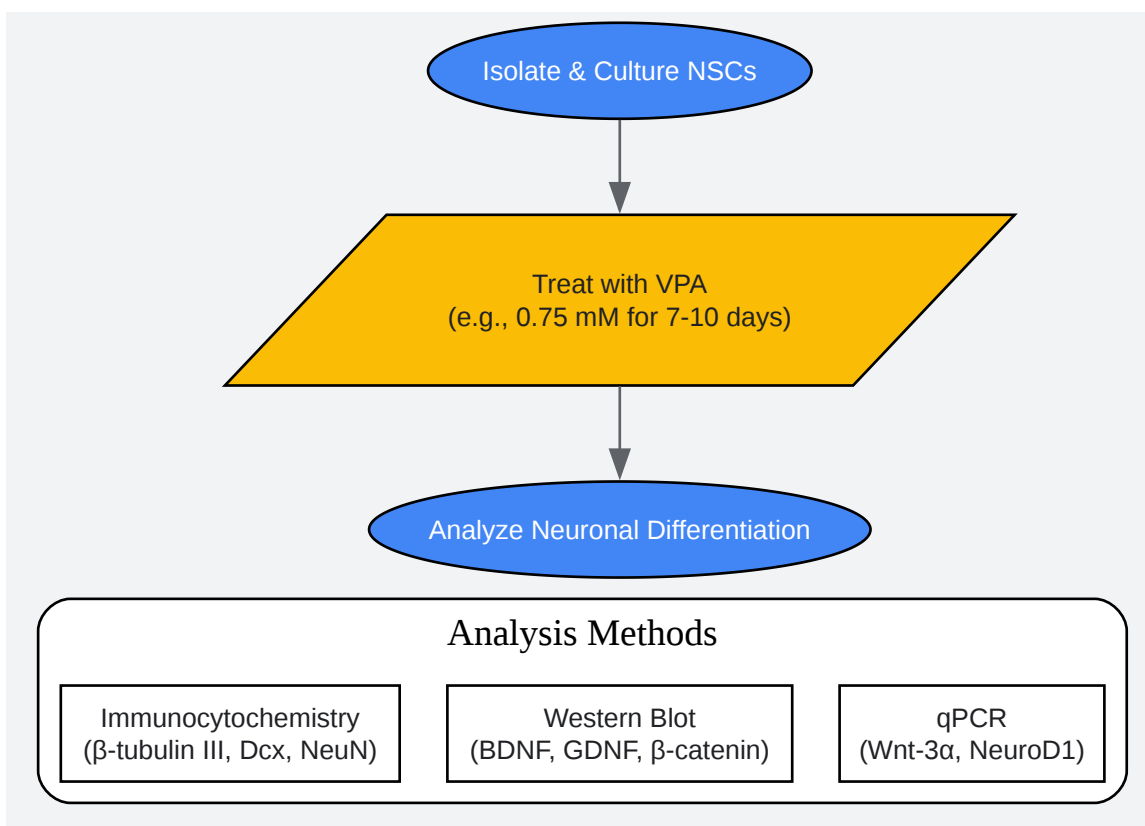 Isolate & Culture NSCs
Treat with VPA
(e.g., 0.75 mM for 7-10 days)
Analyze Neuronal Differentiation
Analysis Methods
Immunocytochemistry
(β-tubulin III, Dcx, NeuN)
Western Blot
(BDNF, GDNF, β-catenin)
qPCR
(Wnt-3α, NeuroD1)